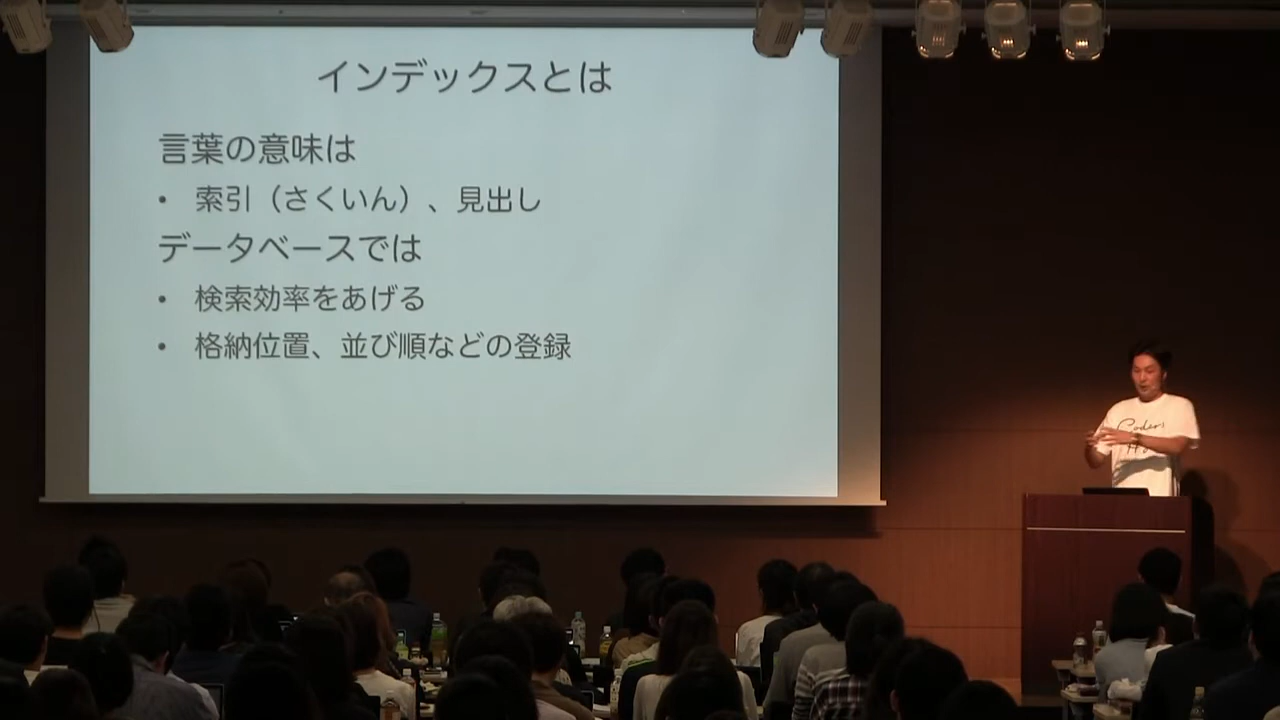 インデックスとは
言葉の意味は
• 索引（さくいん）、見出し
データベースでは
• 検索効率をあげる
• 格納位置、並び順などの登録
Coders